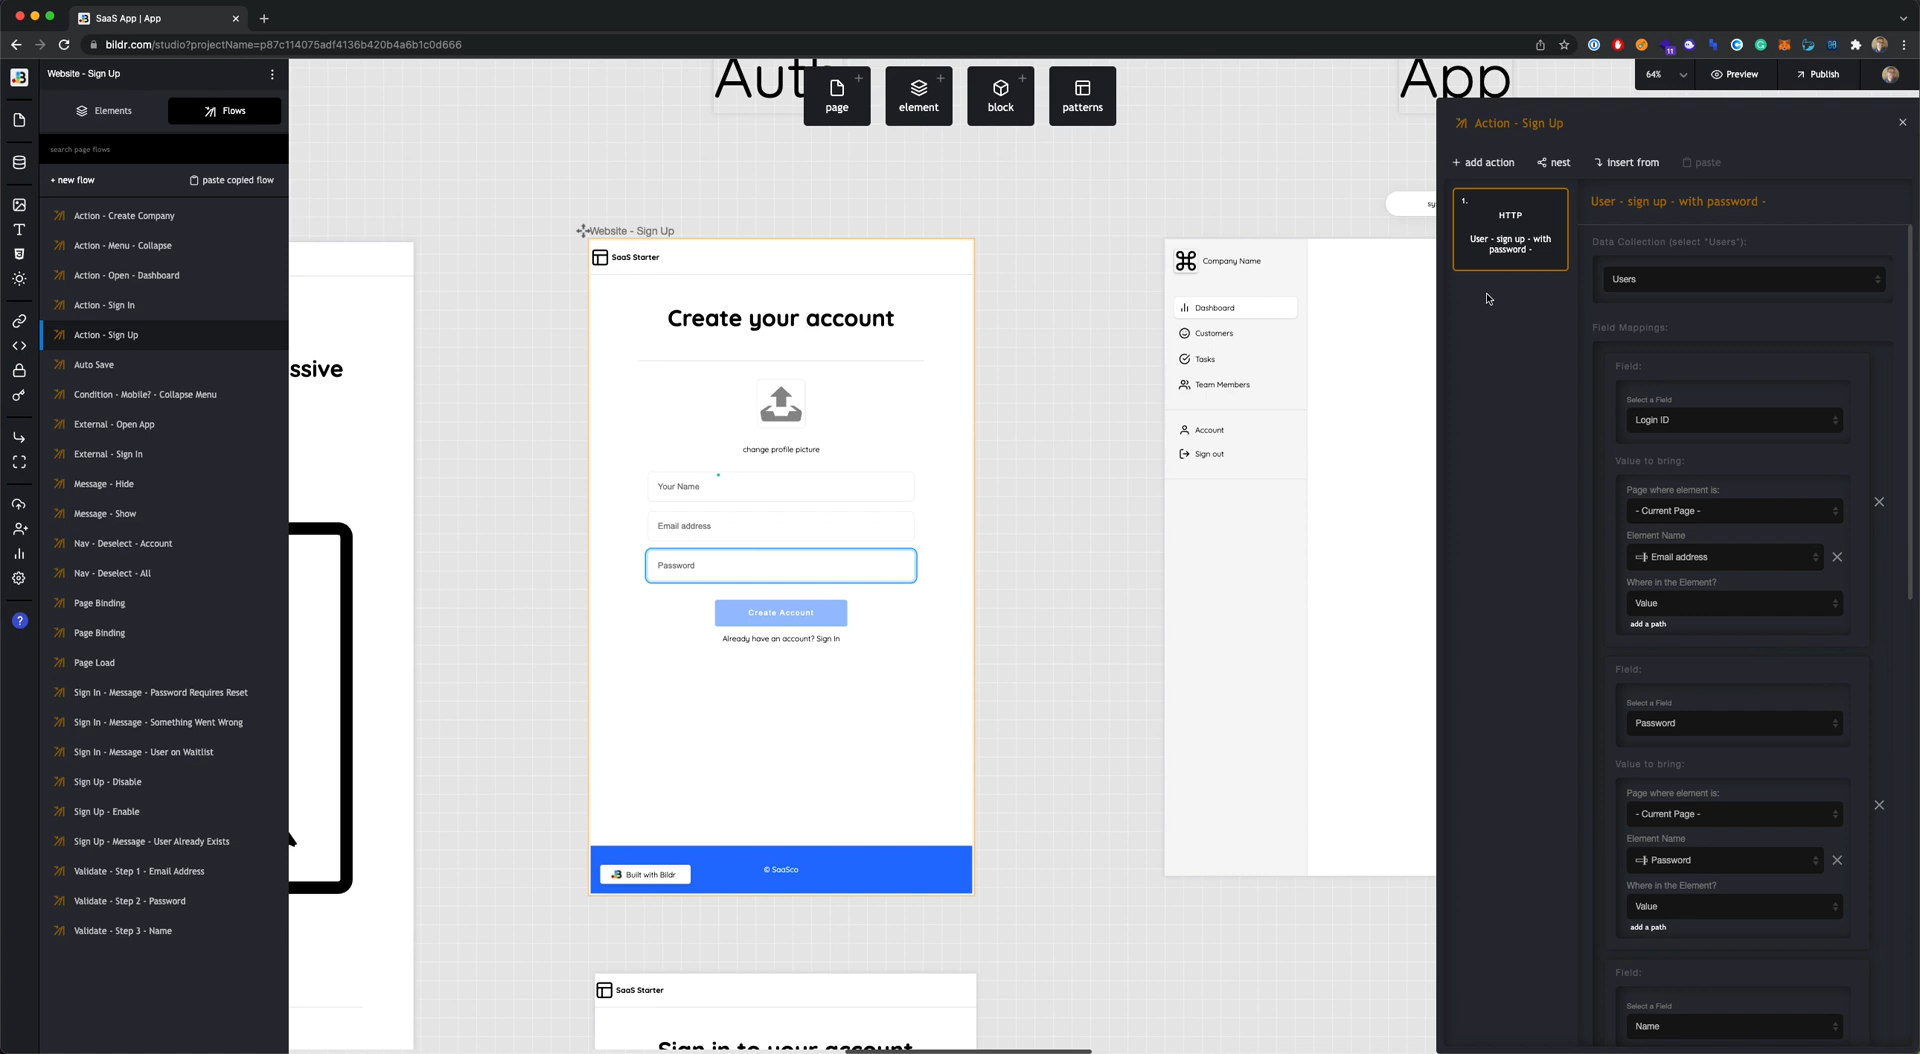 SaaS App | App
bildr.com/studio?projectName=p87c114075adf4136b420b4a6b1c0d666
11
Website - Sign Up
Elements
Flows
search page flows
+ new flow
paste copied flow
Action - Create Company
Action - Menu - Collapse
Action - Open - Dashboard
Action - Sign In
Action - Sign Up
Auto Save
Condition - Mobile? - Collapse Menu
External - Open App
External - Sign In
Message - Hide
Message - Show
Nav - Deselect - Account
Nav - Deselect - All
Page Binding
Page Binding
Page Load
Sign In - Message - Password Requires Reset
Sign In - Message - Something Went Wrong
Sign In - Message - User on Waitlist
Sign Up - Disable
Sign Up - Enable
Sign Up - Message - User Already Exists
Validate - Step 1 - Email Address
Validate - Step 2 - Password
Validate - Step 3 - Name
ssive
page
element
block
patterns
App
64%
Preview
Publish
Website - Sign Up
SaaS Starter
Create your account
change profile picture
Your Name
Email address
Password
Create Account
Already have an account? Sign In
Built with Bildr
© SaaSco
SaaS Starter
Sign in to your account
sy
Company Name
Dashboard
Customers
Tasks
Team Members
Account
Sign out
Action - Sign Up
+ add action
nest
insert from
paste
1.
HTTP
User - sign up - with
password -
User - sign up - with password -
Data Collection (select "Users"):
Users
Field Mappings:
Field:
Select a Field
Login ID
Value to bring:
Page where element is:
- Current Page -
Element Name
Email address
Where in the Element?
Value
add a path
Field:
Select a Field
Password
Value to bring:
Page where element is:
- Current Page -
Element Name
Password
Where in the Element?
Value
add a path
Field:
Select a Field
Name